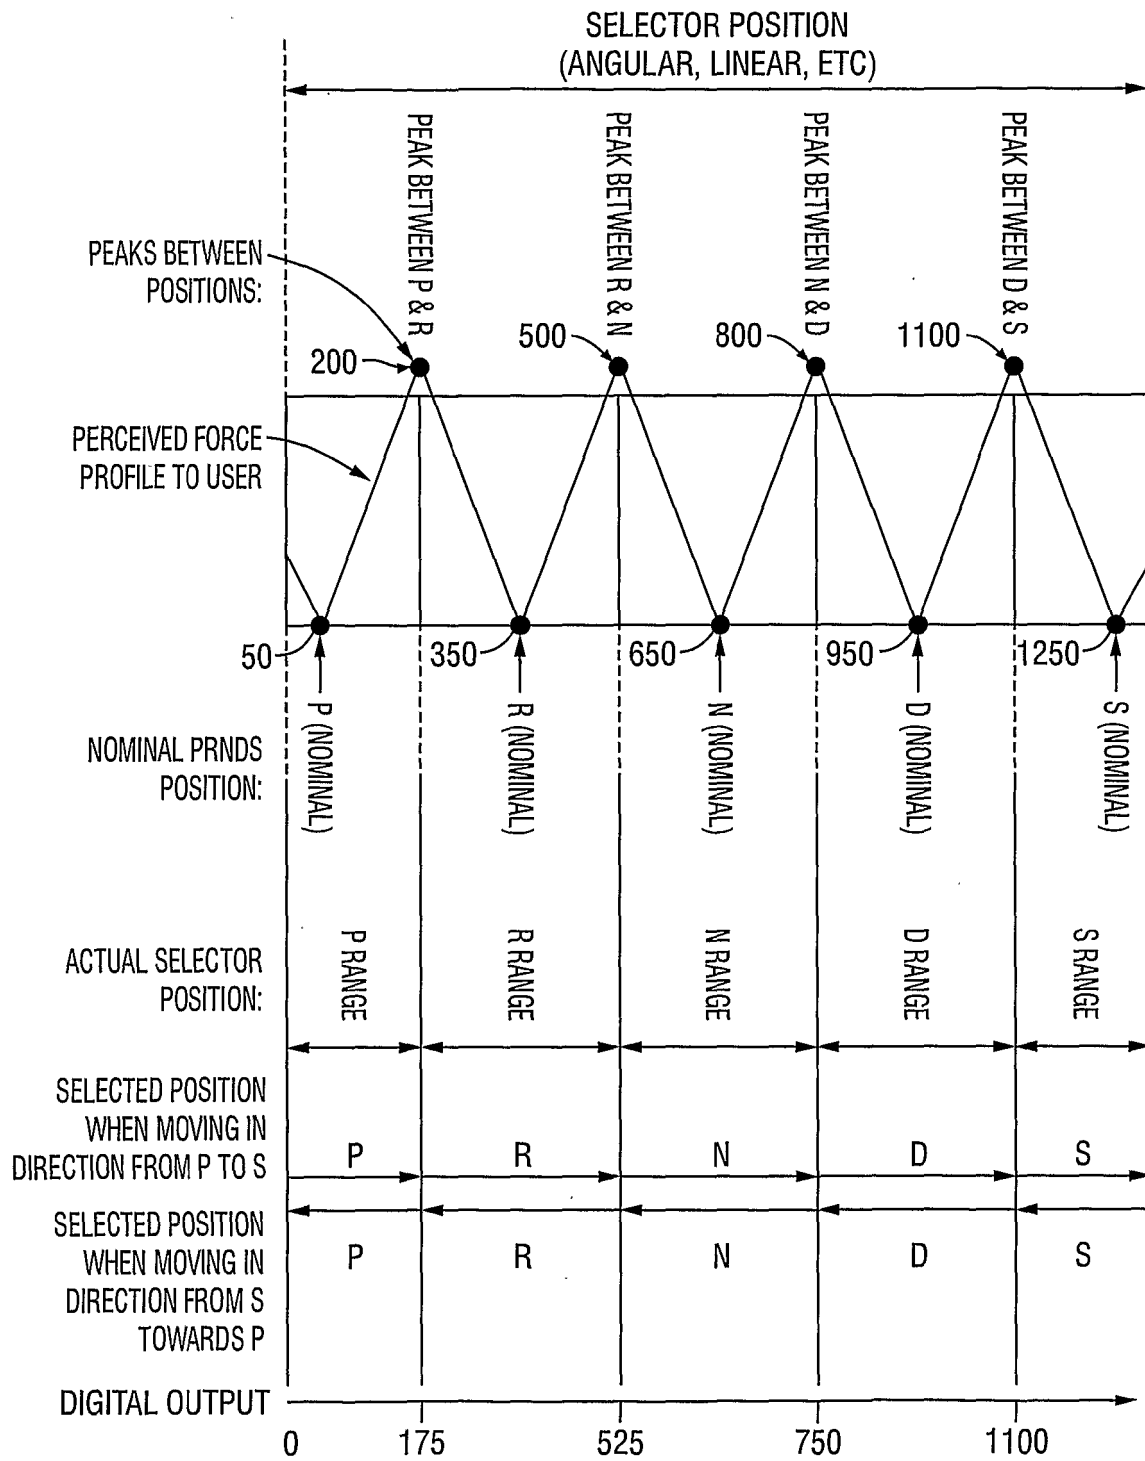 SELECTOR POSITION
(ANGULAR, LINEAR, ETC)
PEAK BETWEEN P & R
PEAK BETWEEN R & N
PEAK BETWEEN N & D
PEAK BETWEEN D & S
PEAKS BETWEEN
POSITIONS:
200
500
800
1100
PERCEIVED FORCE
PROFILE TO USER
50
350
650
950
1250
NOMINAL PRNDS
POSITION:
P (NOMINAL)
R (NOMINAL)
N (NOMINAL)
D (NOMINAL)
S (NOMINAL)
ACTUAL SELECTOR
POSITION:
P RANGE
R RANGE
N RANGE
D RANGE
S RANGE
SELECTED POSITION
WHEN MOVING IN
DIRECTION FROM P TO S
P R N D S
SELECTED POSITION
WHEN MOVING IN
DIRECTION FROM S
TOWARDS P
P R N D S
DIGITAL OUTPUT
0 175 525 750 1100